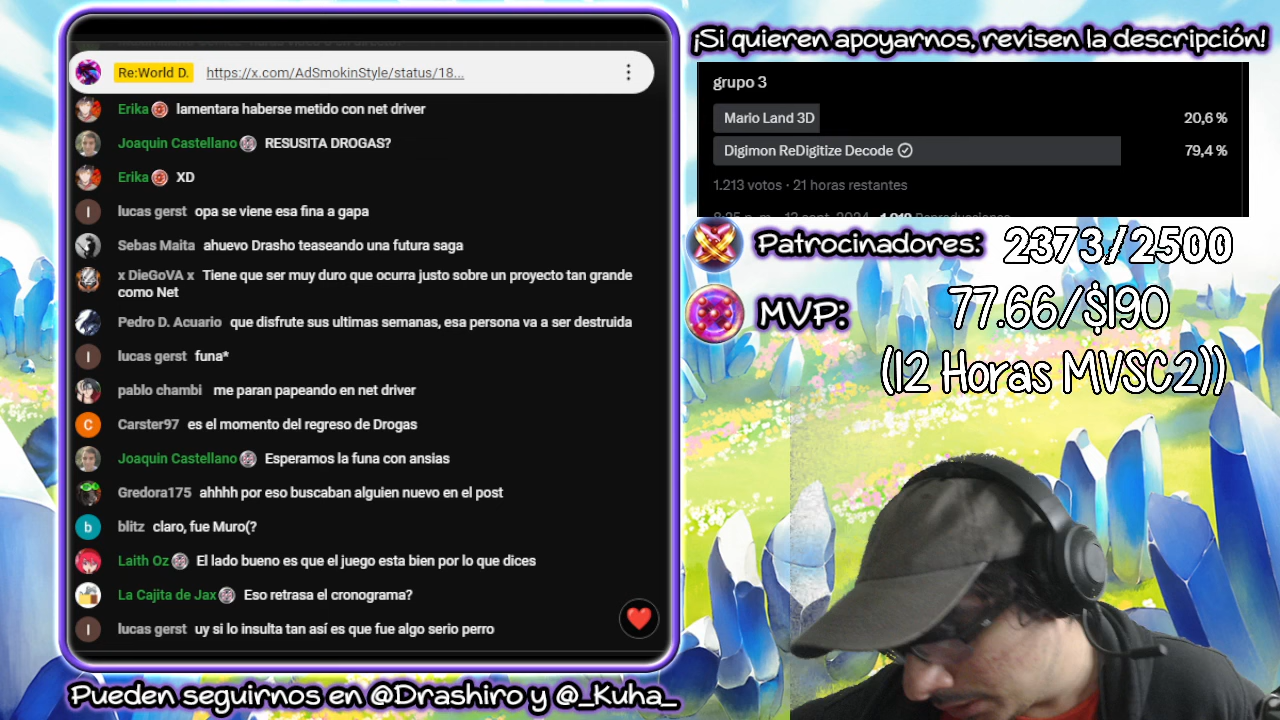 ¡Si quieren apoyarnos, revisen la descripción!
Re:World D. https://x.com/AdSmokinStyle/status/18...
Erika lamentara haberse metido con net driver
Joaquin Castellano RESUSITA DROGAS?
Erika XD
lucas gerst opa se viene esa fina a gapa
Sebas Maita ahuevo Drasho teaseando una futura saga
x DieGoVA x Tiene que ser muy duro que ocurra justo sobre un proyecto tan grande
como Net
Pedro D. Acuario que disfrute sus ultimas semanas, esa persona va a ser destruida
lucas gerst funa*
pablo chambi me paran papeando en net driver
Carster97 es el momento del regreso de Drogas
Joaquin Castellano Esperamos la funa con ansias
Gredora175 ahhhh por eso buscaban alguien nuevo en el post
blitz claro, fue Muro(?
Laith Oz El lado bueno es que el juego esta bien por lo que dices
La Cajita de Jax Eso retrasa el cronograma?
lucas gerst uy si lo insulta tan así es que fue algo serio perro
grupo 3
Mario Land 3D 20,6 %
Digimon ReDigitize Decode 79,4 %
1.213 votos · 21 horas restantes
Patrocinadores: 2373/2500
MVP: 77.66/$190
(12 Horas MVSC2))
Pueden seguirnos en @Drashiro y @_Kuha_